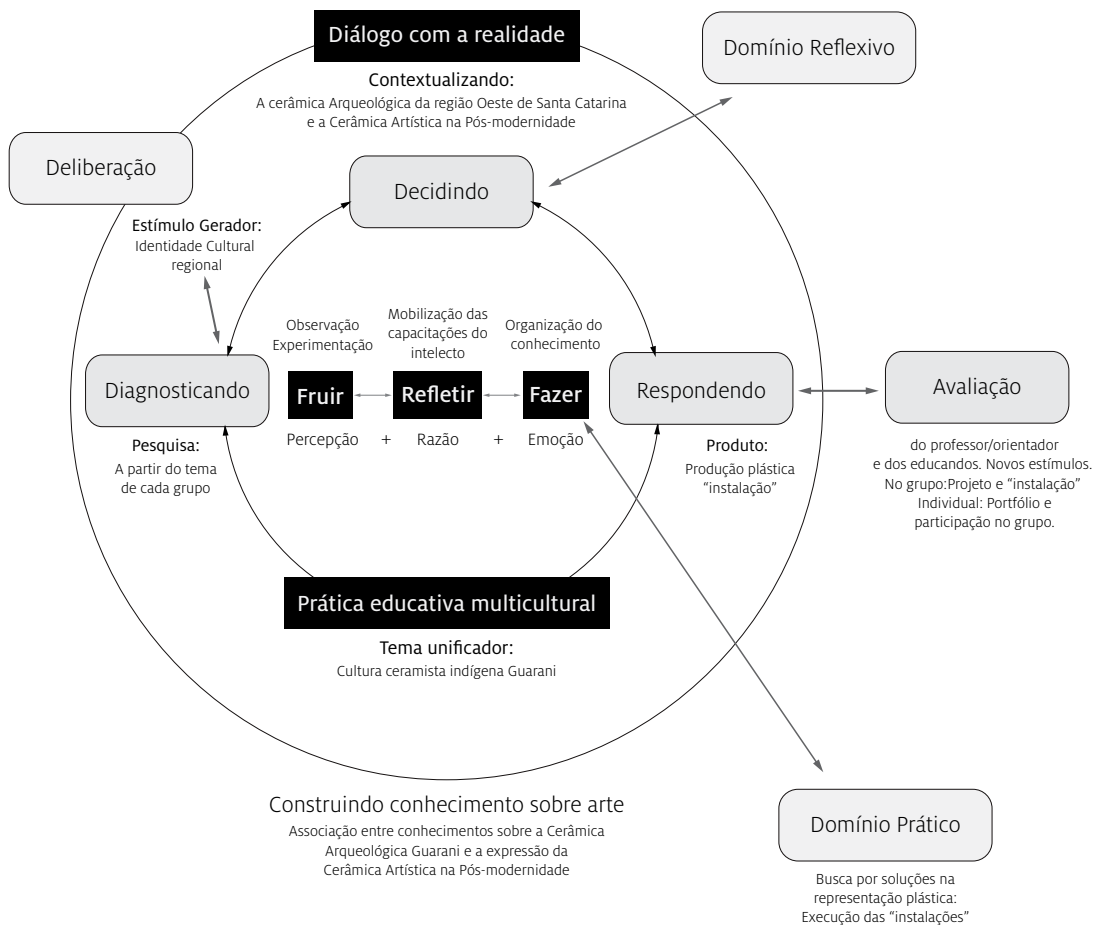 Diálogo com a realidade
Contextualizando:
A cerâmica Arqueológica da região Oeste de Santa Catarina
e a Cerâmica Artística na Pós-modernidade
Domínio Reflexivo
Deliberação
Decidindo
Estímulo Gerador:
Identidade Cultural
regional
Observação
Experimentação
Mobilização das
capacitações do
intelecto
Organização do
conhecimento
Diagnosticando
Fruir
Refletir
Fazer
Respondendo
Avaliação
Percepção + Razão + Emoção
Pesquisa:
A partir do tema
de cada grupo
Produto:
Produção plástica
“instalação”
do professor/orientador
e dos educandos. Novos estímulos.
No grupo:Projeto e “instalação”
Individual: Portfólio e
participação no grupo.
Prática educativa multicultural
Tema unificador:
Cultura ceramista indígena Guarani
Construindo conhecimento sobre arte
Associação entre conhecimentos sobre a Cerâmica
Arqueológica Guarani e a expressão da
Cerâmica Artística na Pós-modernidade
Domínio Prático
Busca por soluções na
representação plástica:
Execução das “instalações”